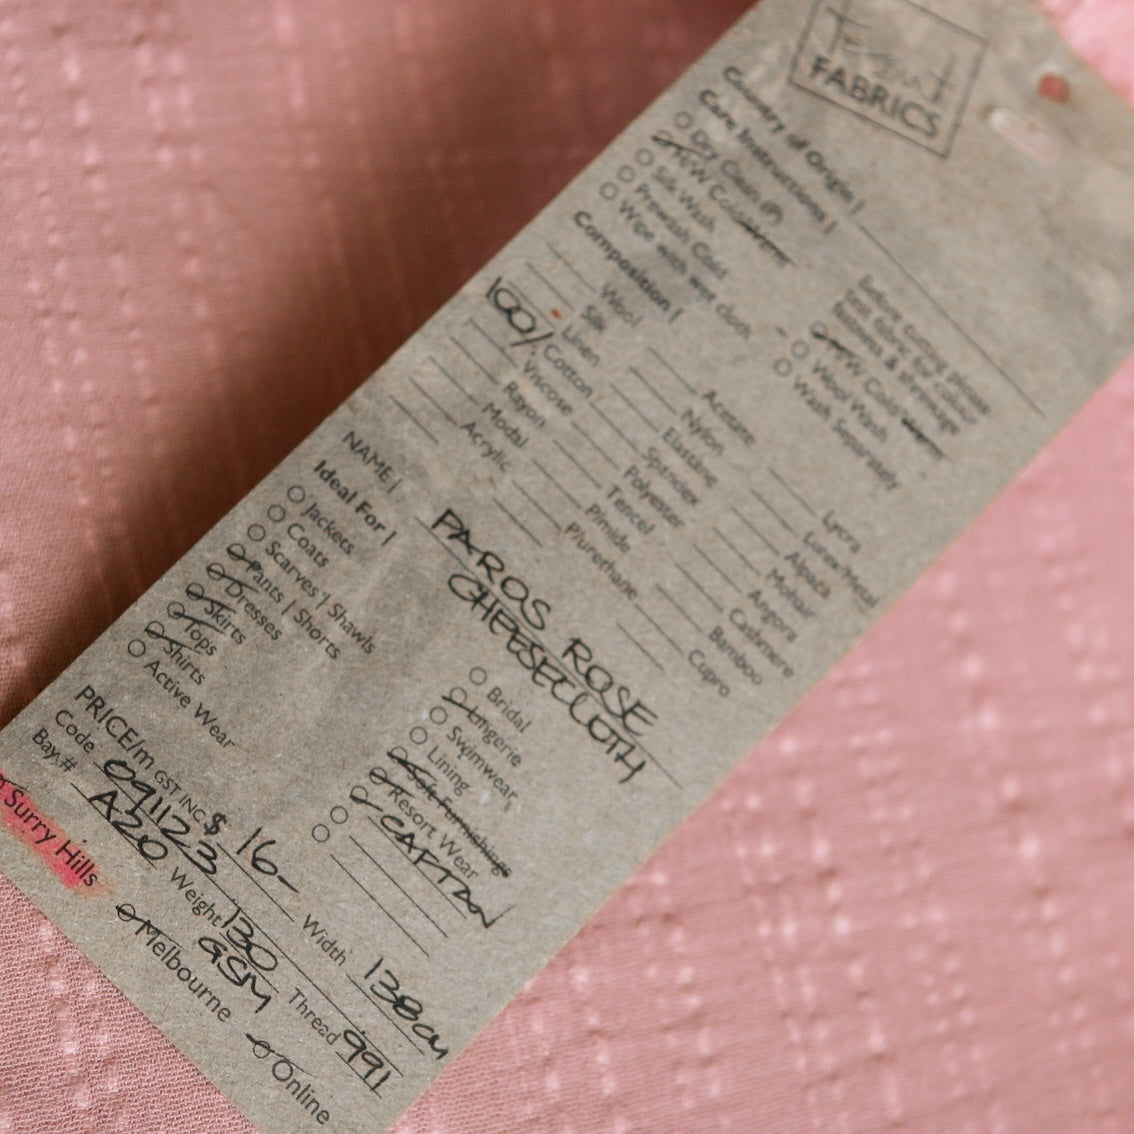 FABRICS
Country of Origin |
Care Instructions |
Dry Clean (P)
H/W Cold
Silk Wash
Prewash Cold
Wipe with wet cloth
Before cutting please
test fabric for colour
fastness & shrinkage
H/W Cold
Wool Wash
Wash Separately
Composition |
Wool
Silk
Linen
100/ Cotton
Viscose
Rayon
Modal
Acrylic
Acetate
Nylon
Elastane
Spandex
Polyester
Tencel
Pimide
Plurethane
Lycra
Lurex/Metal
Alpaca
Mohair
Angora
Cashmere
Bamboo
Cupro
NAME | PAROS ROSE
CHEESECLOTH
Ideal For |
Jackets
Coats
Scarves | Shawls
Pants | Shorts
Dresses
Skirts
Tops
Shirts
Active Wear
Bridal
Lingerie
Swimwear
Lining
Soft Furnishings
Resort Wear
CAFTAN
PRICE/m GST INC $ 16-
Width 138cm
Code 091123
Weight 130
GSM
Thread 991
Bay # A20
Surry Hills
Melbourne
Online